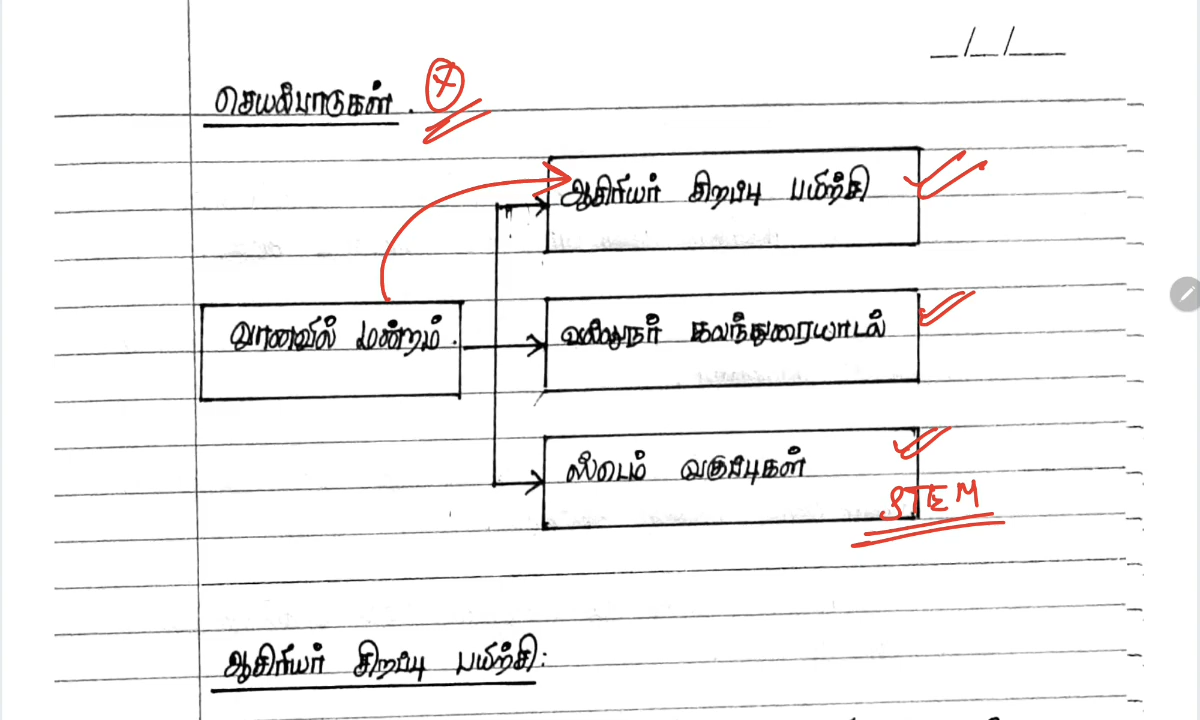 செயல்பாடுகள்.
ஆசிரியர் சிறப்பு பயிற்சி
வானவில் மன்றம்.
வல்லுநர் கலந்துரையாடல்
ஸ்டெம் வகுப்புகள்
STEM
ஆசிரியர் சிறப்பு பயிற்சி: